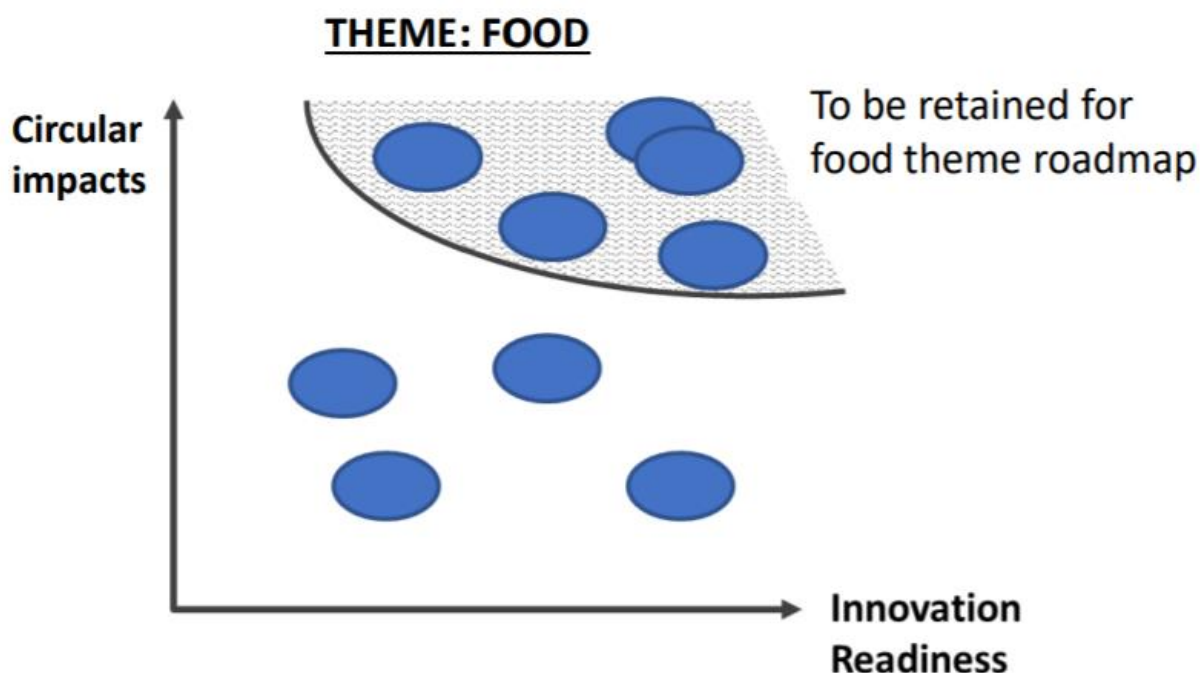 THEME: FOOD
Circular
impacts
To be retained for
food theme roadmap
Innovation
Readiness